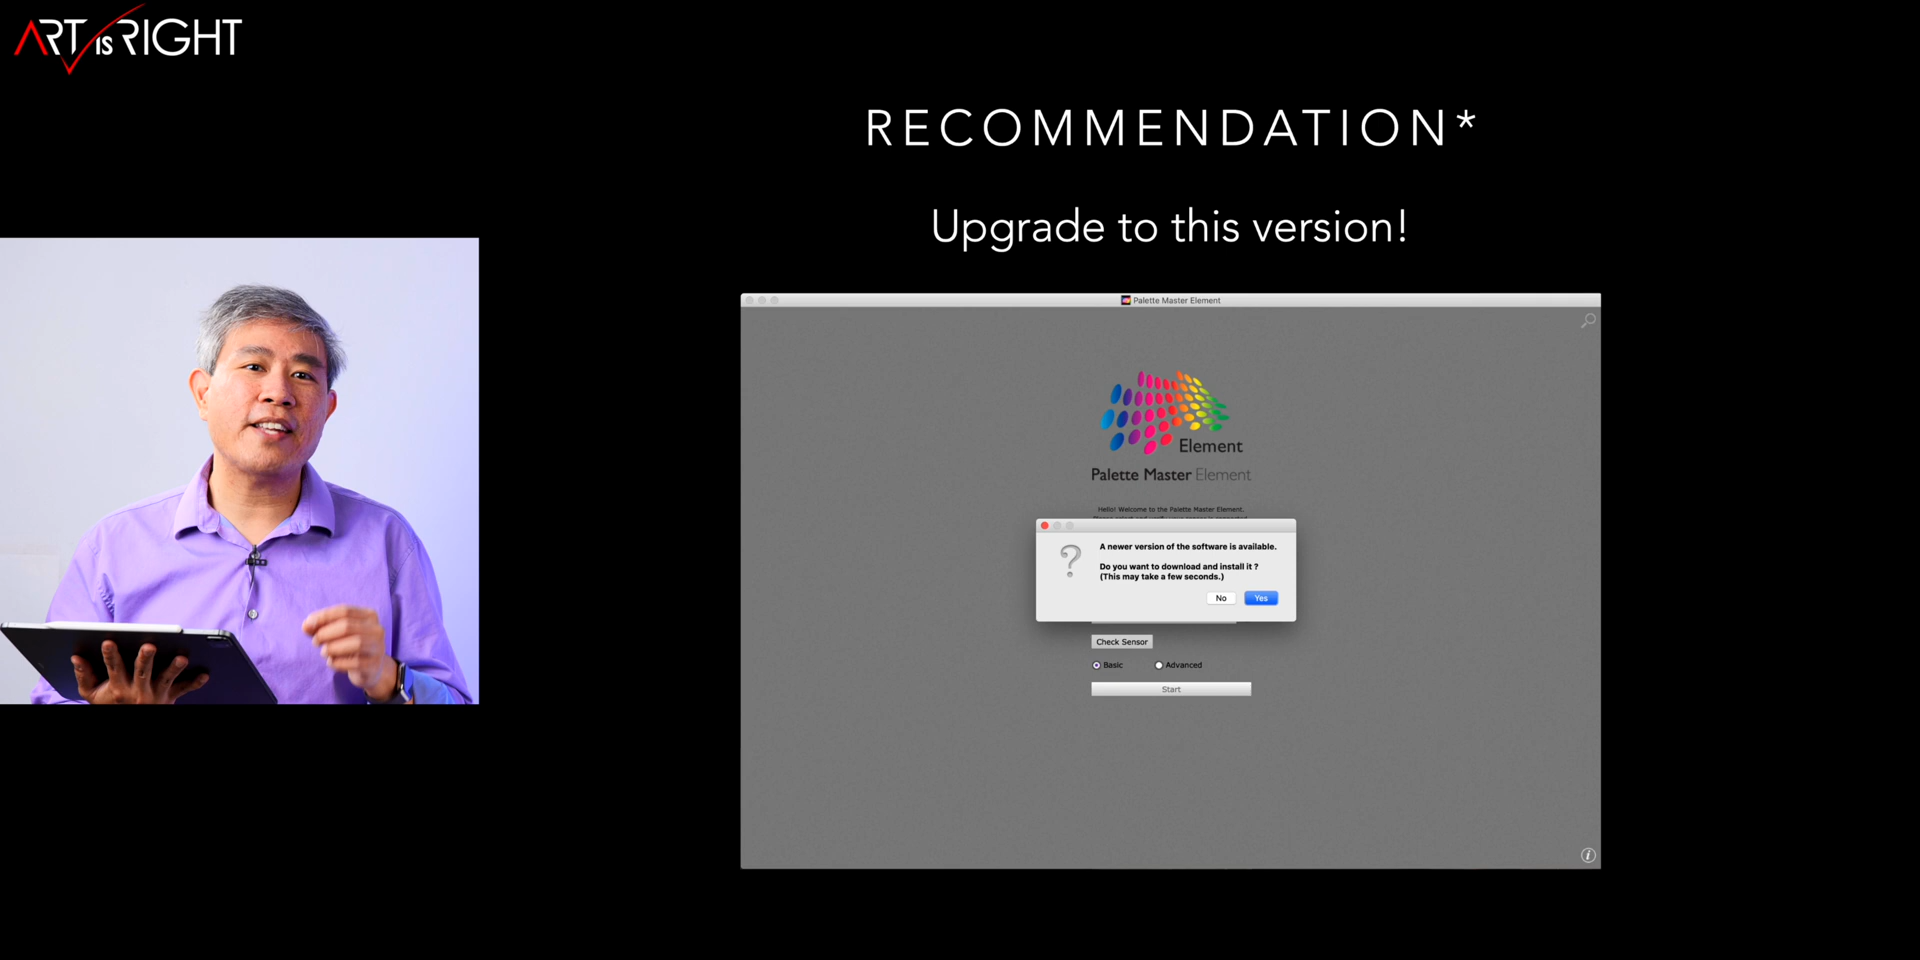 ART is RIGHT
RECOMMENDATION*
Upgrade to this version!
Palette Master Element
Element
Palette Master Element
Hello! Welcome to the Palette Master Element.
A newer version of the software is available.
Do you want to download and install it ?
(This may take a few seconds.)
No Yes
Check Sensor
Basic Advanced
Start